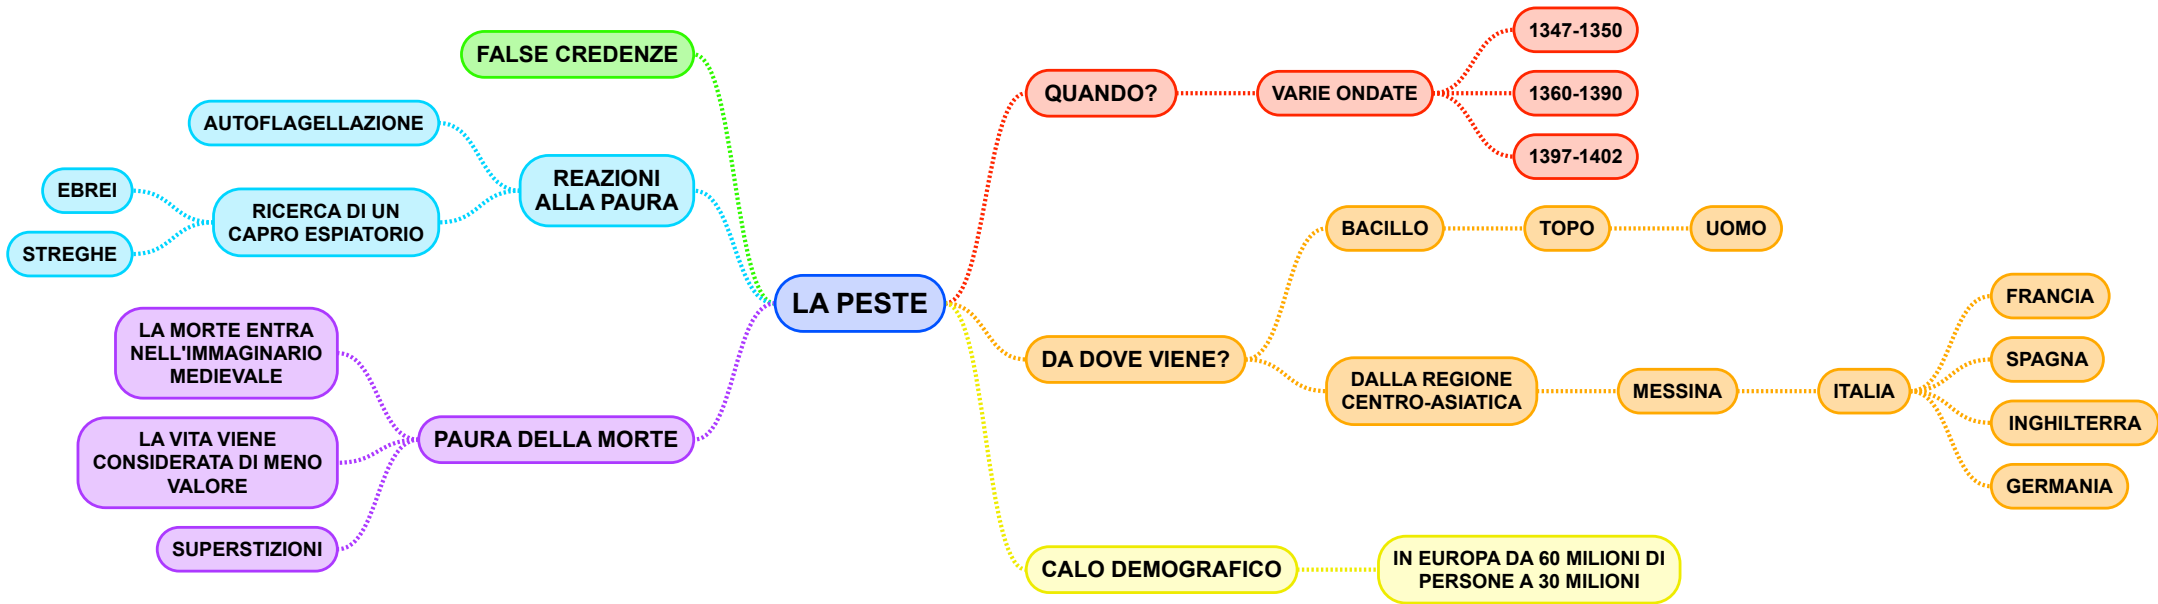 LA PESTE
QUANDO?
VARIE ONDATE
1347-1350
1360-1390
1397-1402
DA DOVE VIENE?
BACILLO
TOPO
UOMO
DALLA REGIONE
CENTRO-ASIATICA
MESSINA
ITALIA
FRANCIA
SPAGNA
INGHILTERRA
GERMANIA
CALO DEMOGRAFICO
IN EUROPA DA 60 MILIONI DI
PERSONE A 30 MILIONI
FALSE CREDENZE
REAZIONI
ALLA PAURA
AUTOFLAGELLAZIONE
RICERCA DI UN
CAPRO ESPIATORIO
EBREI
STREGHE
PAURA DELLA MORTE
LA MORTE ENTRA
NELL'IMMAGINARIO
MEDIEVALE
LA VITA VIENE
CONSIDERATA DI MENO
VALORE
SUPERSTIZIONI